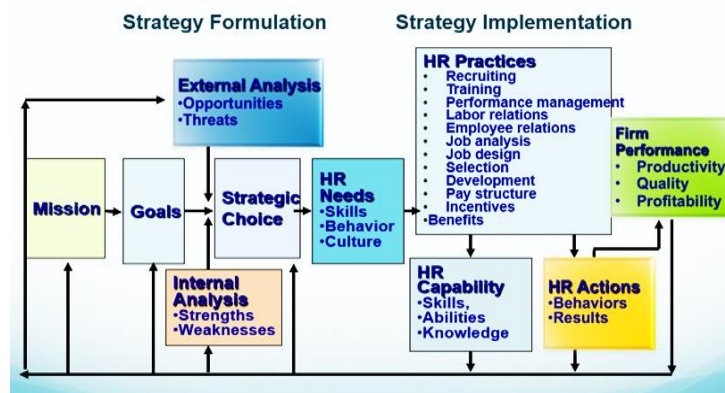 Strategy Formulation
Strategy Implementation
External Analysis
•Opportunities
•Threats
Mission
Goals
Strategic
Choice
Internal
Analysis
•Strengths
•Weaknesses
HR
Needs
•Skills
•Behavior
•Culture
HR Practices
• Recruiting
• Training
• Performance management
• Labor relations
• Employee relations
• Job analysis
• Job design
• Selection
• Development
• Pay structure
• Incentives
•Benefits
HR
Capability
•Skills,
•Abilities
•Knowledge
HR Actions
•Behaviors
•Results
Firm
Performance
• Productivity
• Quality
• Profitability